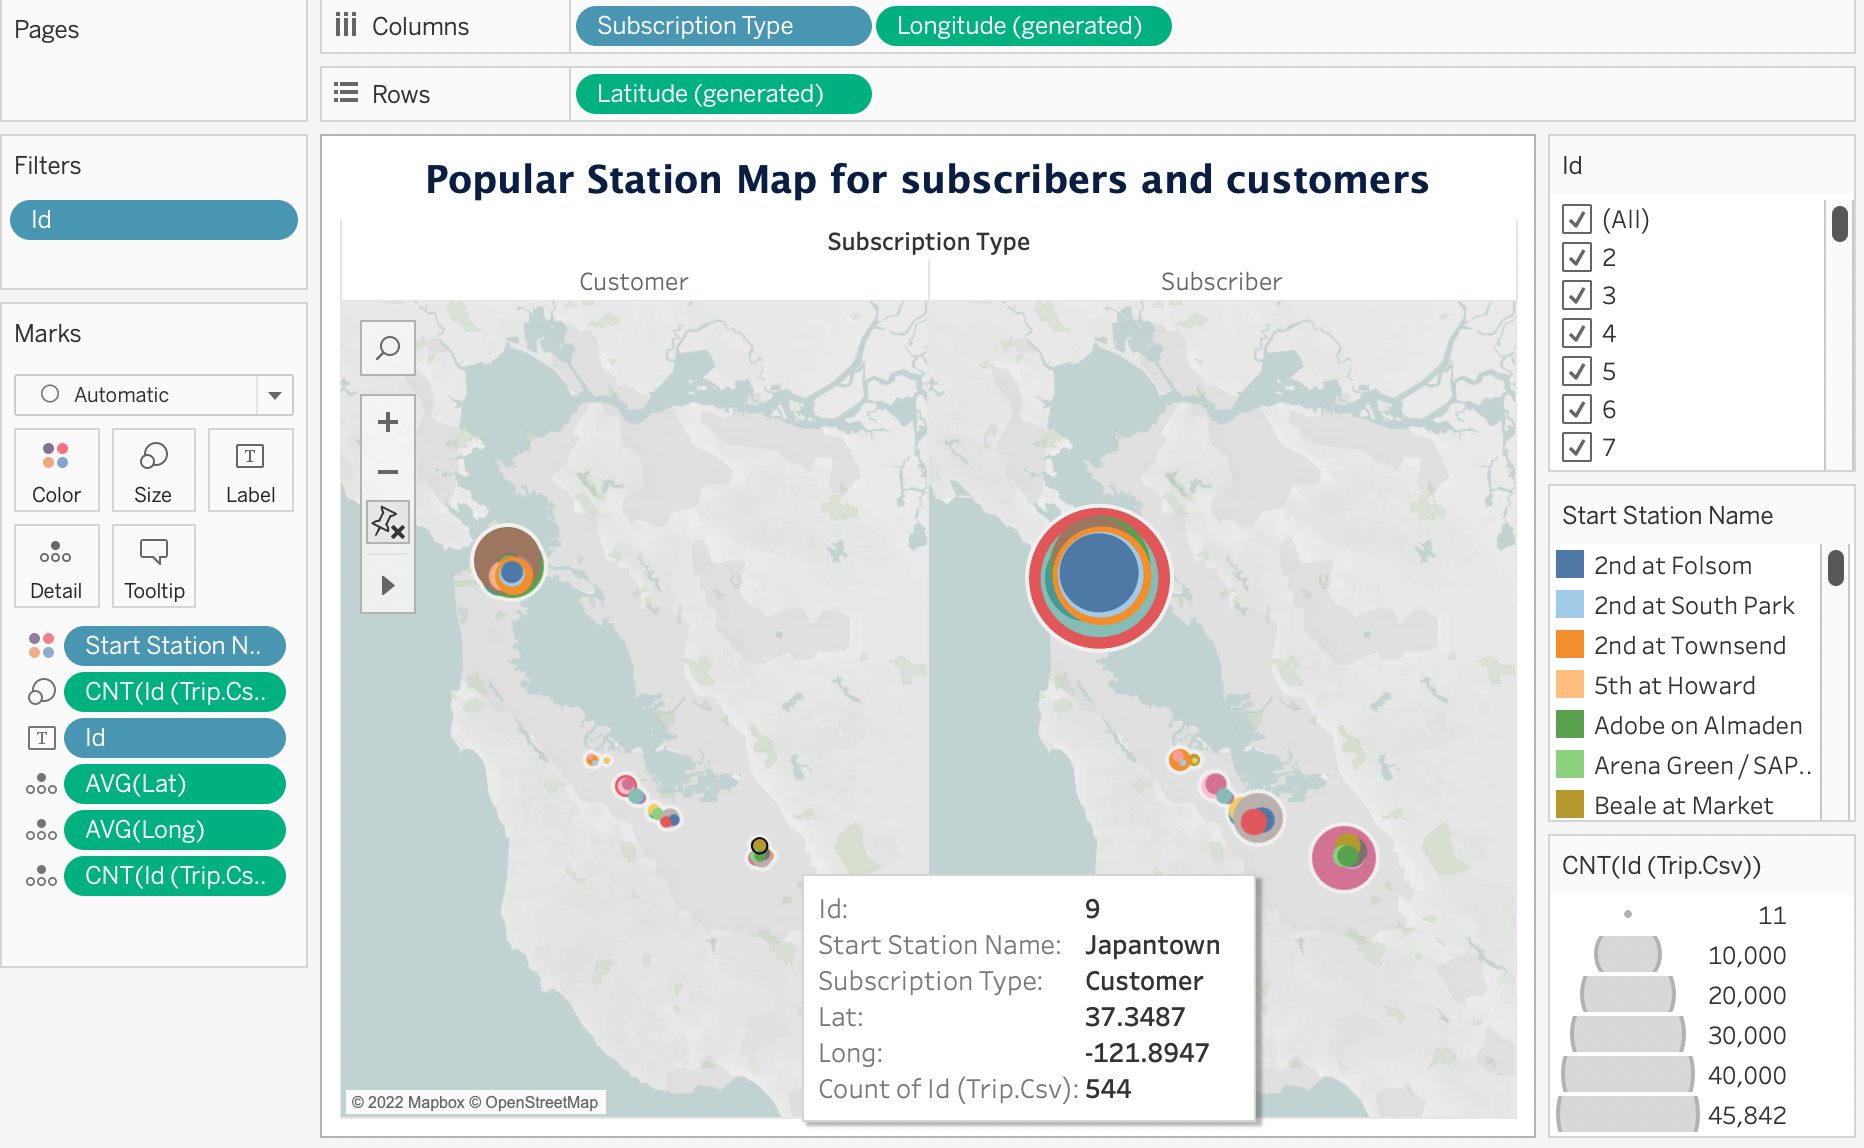 Pages
Columns
Subscription Type
Longitude (generated)
Rows
Latitude (generated)
Filters
Id
Marks
Automatic
Color
Size
T
Label
Detail
Tooltip
Start Station N..
CNT(Id (Trip.Cs..
T
Id
AVG(Lat)
AVG(Long)
CNT(Id (Trip.Cs..
Popular Station Map for subscribers and customers
Subscription Type
Customer
Subscriber
Id: 9
Start Station Name: Japantown
Subscription Type: Customer
Lat: 37.3487
Long: -121.8947
Count of Id (Trip.Csv): 544
© 2022 Mapbox © OpenStreetMap
Id
(All)
2
3
4
5
6
7
Start Station Name
2nd at Folsom
2nd at South Park
2nd at Townsend
5th at Howard
Adobe on Almaden
Arena Green / SAP..
Beale at Market
CNT(Id (Trip.Csv))
11
10,000
20,000
30,000
40,000
45,842